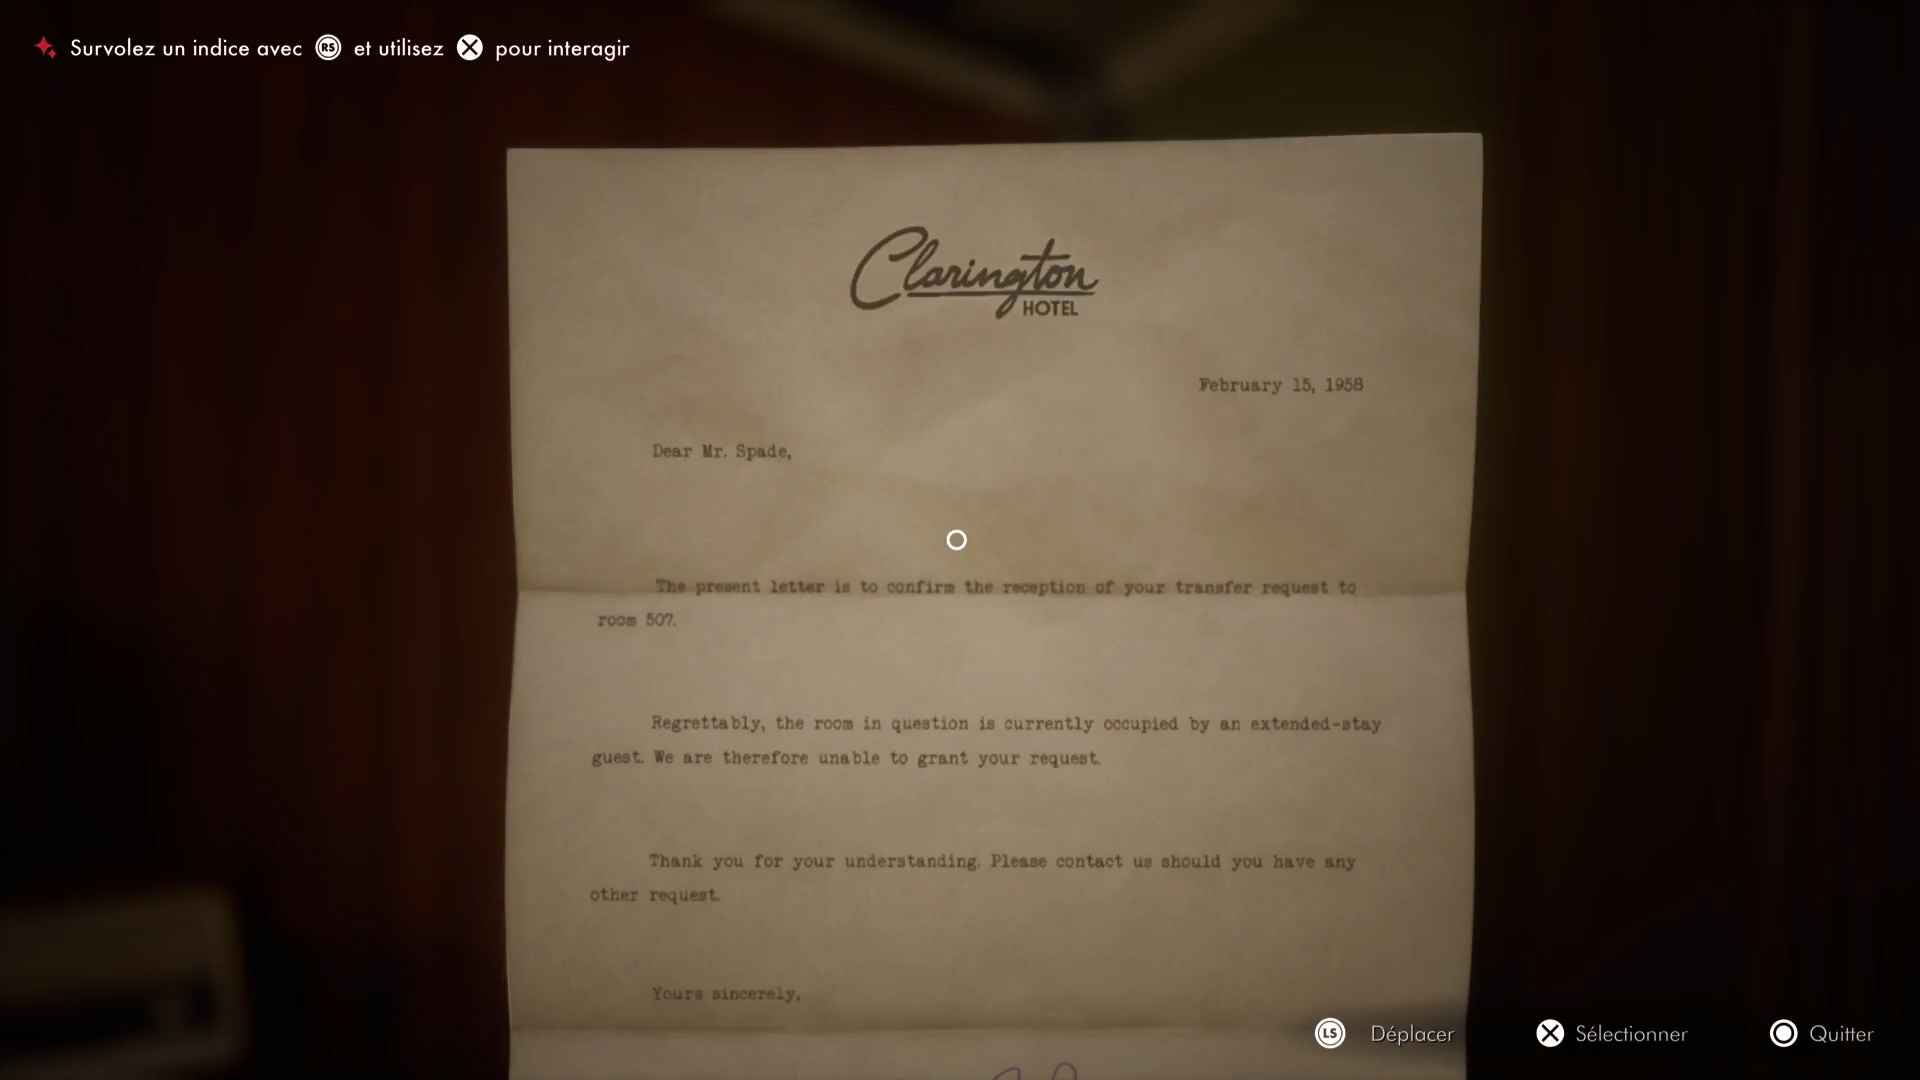 Survolez un indice avec RS et utilisez pour interagir
Clarington
HOTEL
February 15, 1958
Dear Mr. Spade,
The present letter is to confirm the reception of your transfer request to
room 507.
Regrettably, the room in question is currently occupied by an extended-stay
guest. We are therefore unable to grant your request.
Thank you for your understanding. Please contact us should you have any
other request.
Yours sincerely,
LS Déplacer
Sélectionner
Quitter